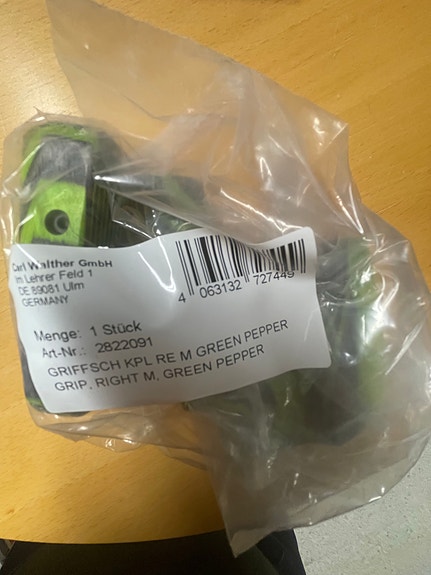 Carl Walther GmbH
Im Lehrer Feld 1
DE 89081 Ulm
GERMANY
4 063132 727449
Menge: 1 Stück
Art-Nr.: 2822091
GRIFFSCH KPL RE M GREEN PEPPER
GRIP. RIGHT M, GREEN PEPPER